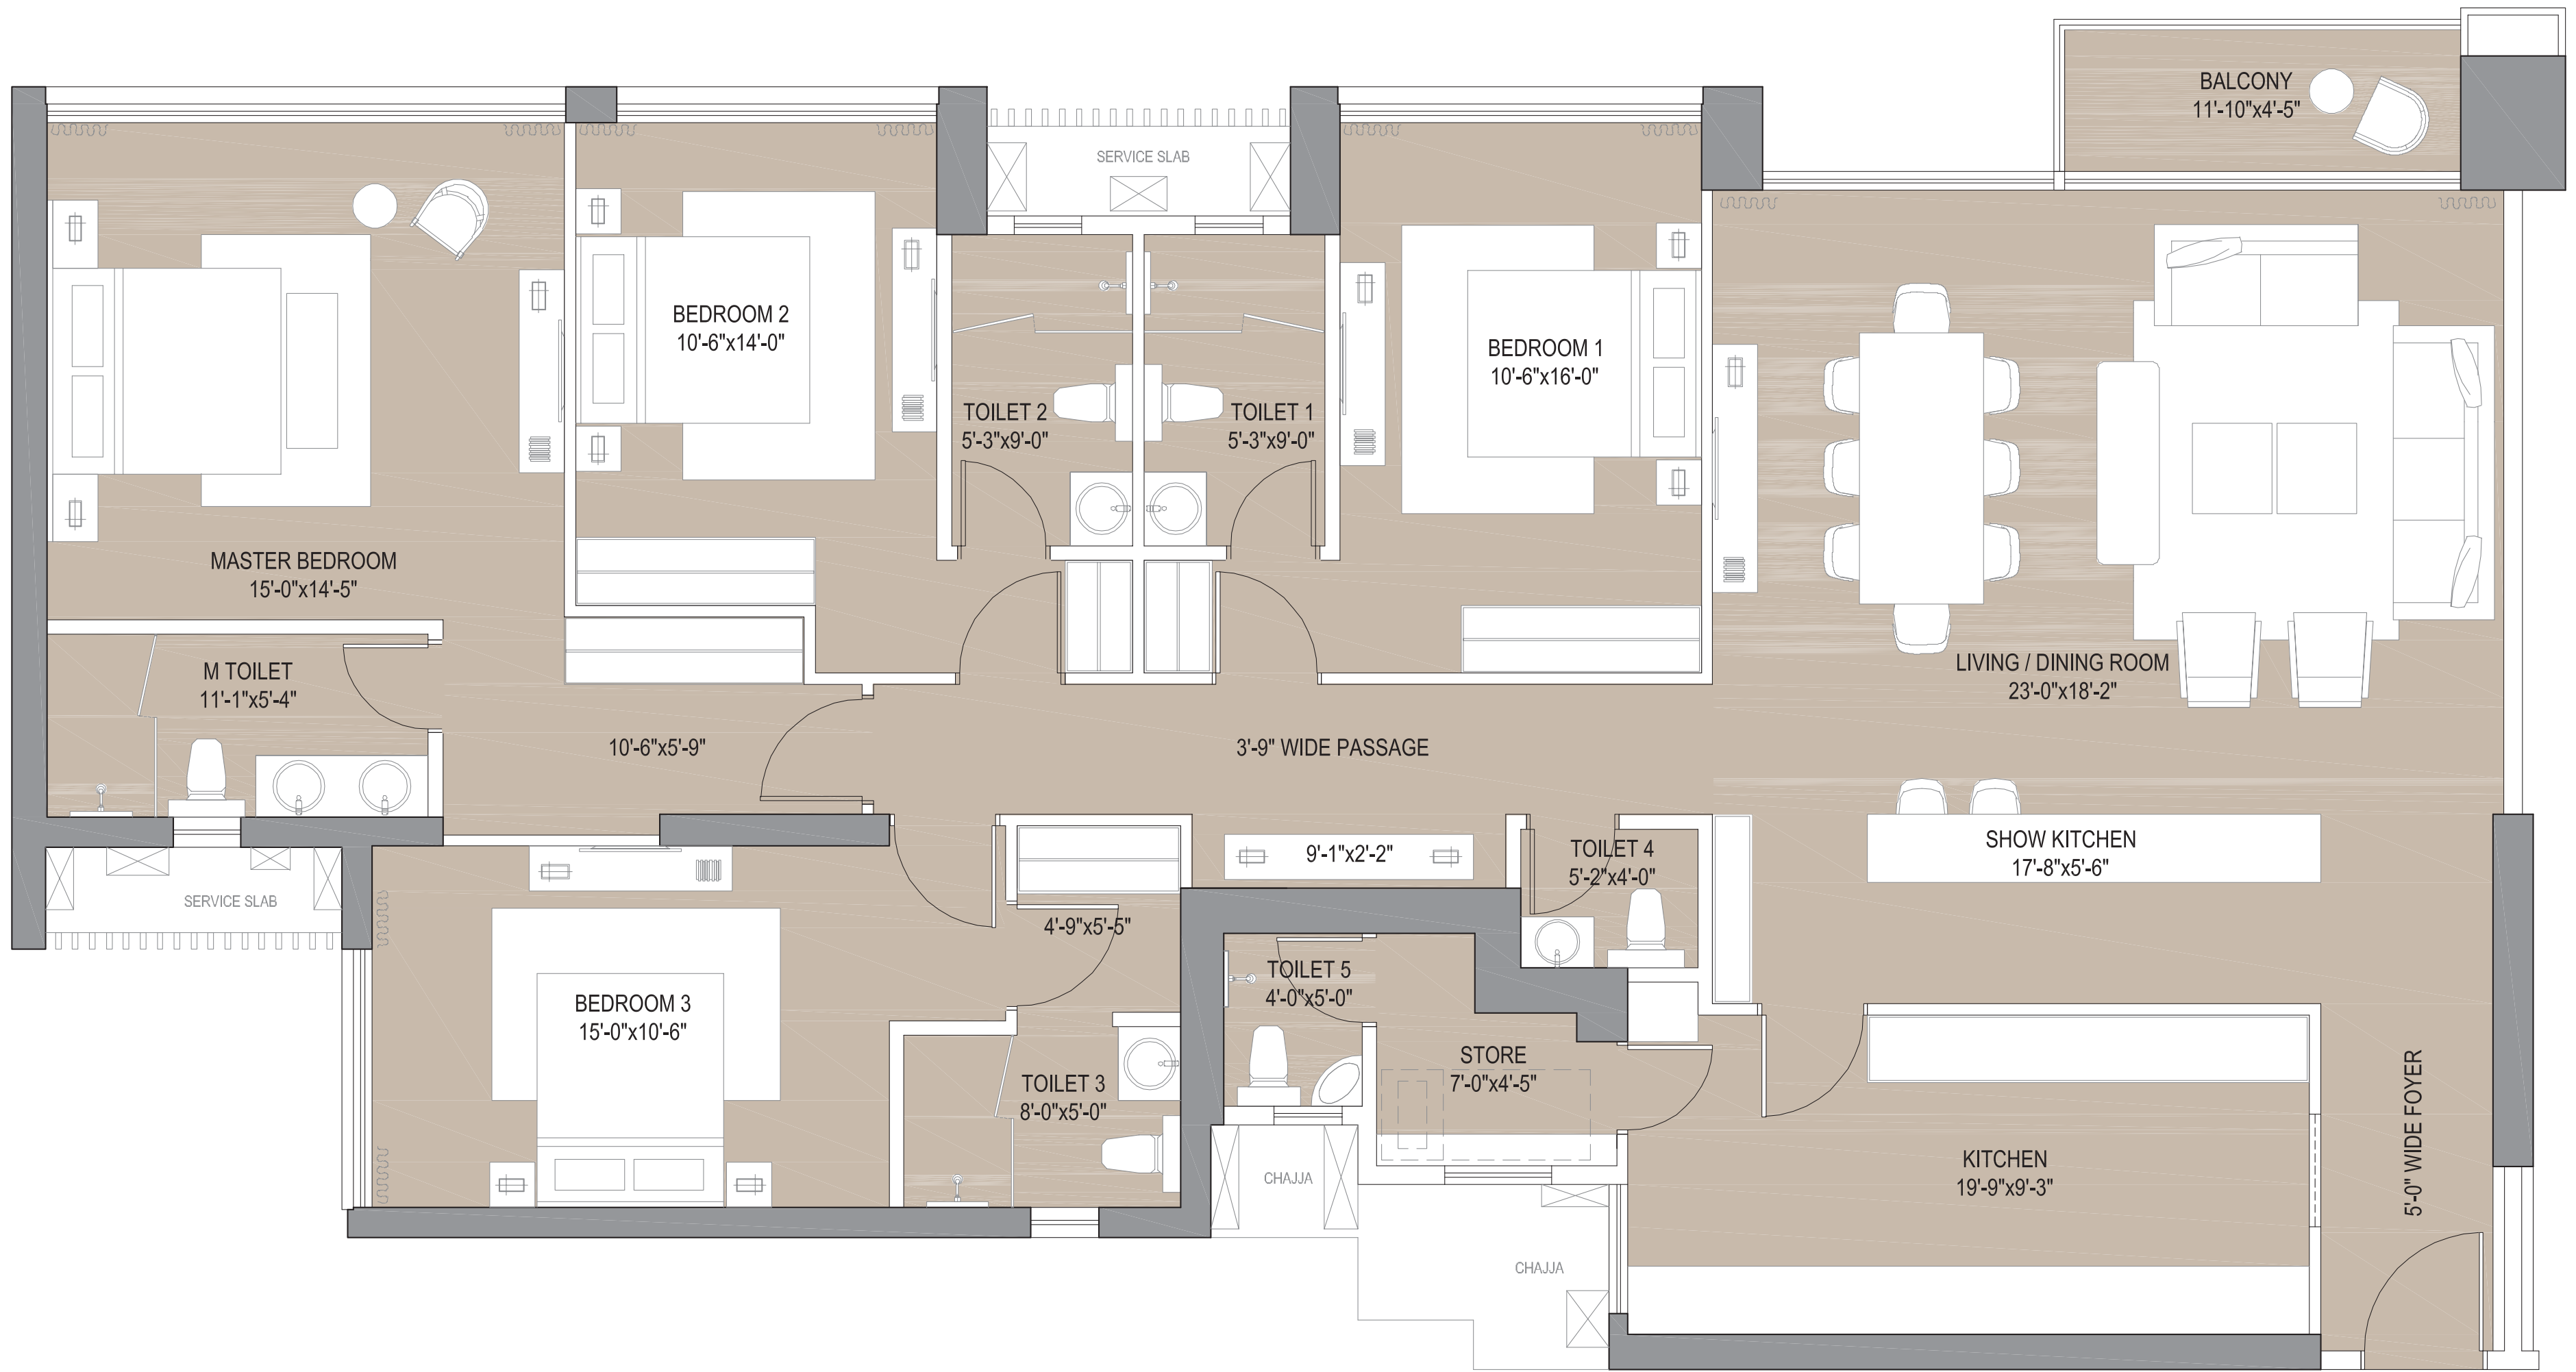 BALCONY
11'-10"x4'-5"
SERVICE SLAB
BEDROOM 2
10'-6"x14'-0"
BEDROOM 1
10'-6"x16'-0"
TOILET 2
5'-3"x9'-0"
TOILET 1
5'-3"x9'-0"
MASTER BEDROOM
15'-0"x14'-5"
M TOILET
11'-1"x5'-4"
LIVING / DINING ROOM
23'-0"x18'-2"
10'-6"x5'-9"
3'-9" WIDE PASSAGE
SHOW KITCHEN
17'-8"x5'-6"
9'-1"x2'-2"
TOILET 4
5'-2"x4'-0"
SERVICE SLAB
4'-9"x5'-5"
TOILET 5
4'-0"x5'-0"
BEDROOM 3
15'-0"x10'-6"
STORE
7'-0"x4'-5"
TOILET 3
8'-0"x5'-0"
5'-0" WIDE FOYER
KITCHEN
19'-9"x9'-3"
CHAJJA
CHAJJA